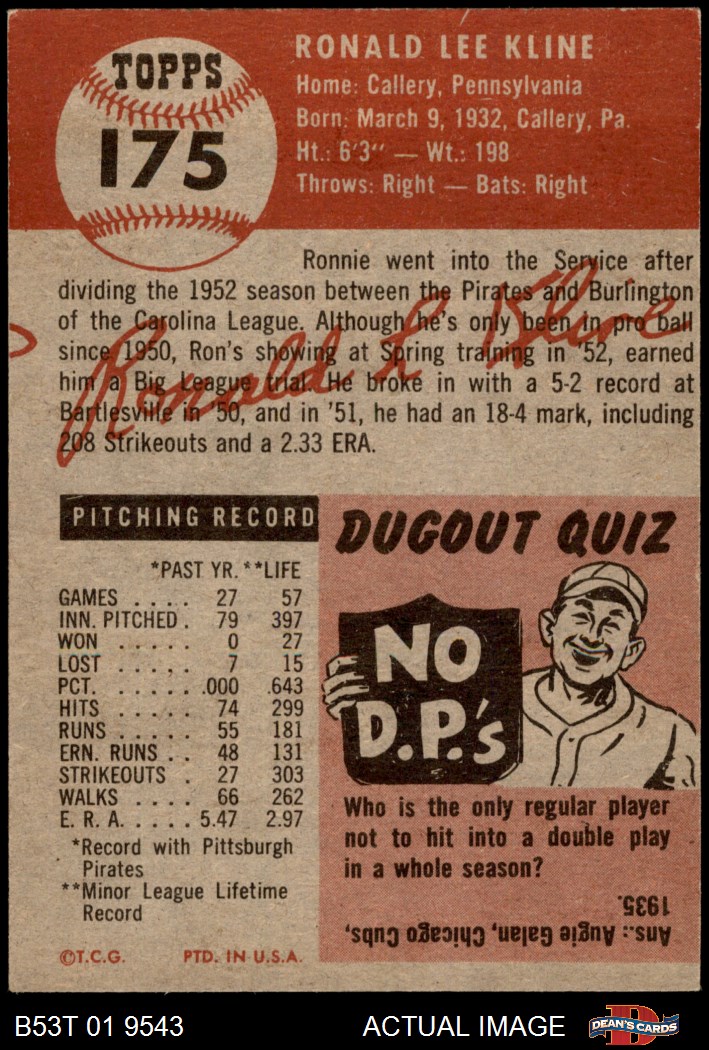 TOPPS
175
RONALD LEE KLINE
Home: Callery, Pennsylvania
Born: March 9, 1932, Callery, Pa.
Ht.: 6'3" — Wt.: 198
Throws: Right — Bats: Right
Ronnie went into the Service after
dividing the 1952 season between the Pirates and Burlington
of the Carolina League. Although he's only been in pro ball
since 1950, Ron's showing at Spring training in '52, earned
him a Big League trial. He broke in with a 5-2 record at
Bartlesville in '50, and in '51, he had an 18-4 mark, including
208 Strikeouts and a 2.33 ERA.
Ronald L Kline
PITCHING RECORD
*PAST YR. **LIFE
GAMES . . . . 27 57
INN. PITCHED . 79 397
WON . . . . . 0 27
LOST . . . . . 7 15
PCT. . . . . . .000 .643
HITS . . . . . 74 299
RUNS . . . . . 55 181
ERN. RUNS . . 48 131
STRIKEOUTS . 27 303
WALKS . . . . 66 262
E. R. A. . . . . . 5.47 2.97
*Record with Pittsburgh
Pirates
**Minor League Lifetime
Record
©T.C.G. PTD. IN U.S.A.
DUGOUT QUIZ
NO
D.P.'s
Who is the only regular player
not to hit into a double play
in a whole season?
Ans.: Augie Galan, Chicago Cubs,
1935.
B53T 01 9543 ACTUAL IMAGE
DEAN'S CARDS